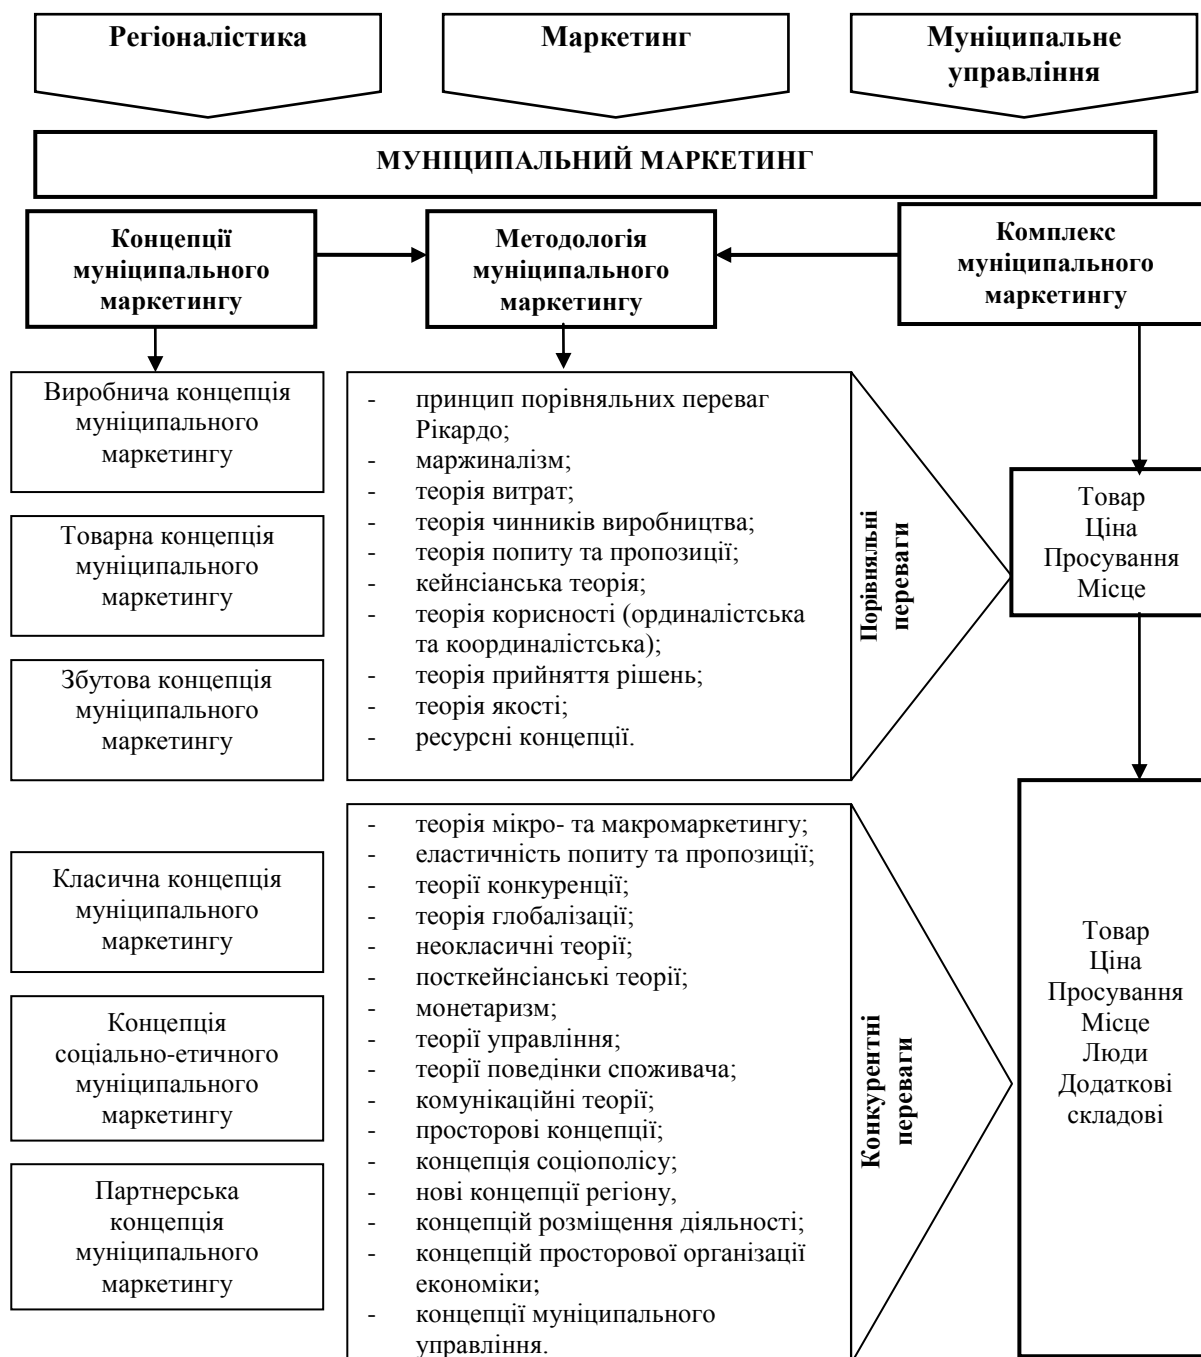 Регіоналістика
Маркетинг
Муніципальне
управління
МУНІЦИПАЛЬНИЙ МАРКЕТИНГ
Концепції
муніципального
маркетингу
Методологія
муніципального
маркетингу
Комплекс
муніципального
маркетингу
Виробнича концепція
муніципального
маркетингу
Товарна концепція
муніципального
маркетингу
Збутова концепція
муніципального
маркетингу
- принцип порівняльних переваг
Рікардо;
- маржиналізм;
- теорія витрат;
- теорія чинників виробництва;
- теорія попиту та пропозиції;
- кейнсіанська теорія;
- теорія корисності (ординалістська
та координалістська);
- теорія прийняття рішень;
- теорія якості;
- ресурсні концепції.
Порівняльні
переваги
Товар
Ціна
Просування
Місце
Класична концепція
муніципального
маркетингу
Концепція
соціально-етичного
муніципального
маркетингу
Партнерська
концепція
муніципального
маркетингу
- теорія мікро- та макромаркетингу;
- еластичність попиту та пропозиції;
- теорії конкуренції;
- теорія глобалізації;
- неокласичні теорії;
- посткейнсіанські теорії;
- монетаризм;
- теорії управління;
- теорії поведінки споживача;
- комунікаційні теорії;
- просторові концепції;
- концепція соціополісу;
- нові концепції регіону,
- концепцій розміщення діяльності;
- концепцій просторової організації
економіки;
- концепції муніципального
управління.
Конкурентні
переваги
Товар
Ціна
Просування
Місце
Люди
Додаткові
складові